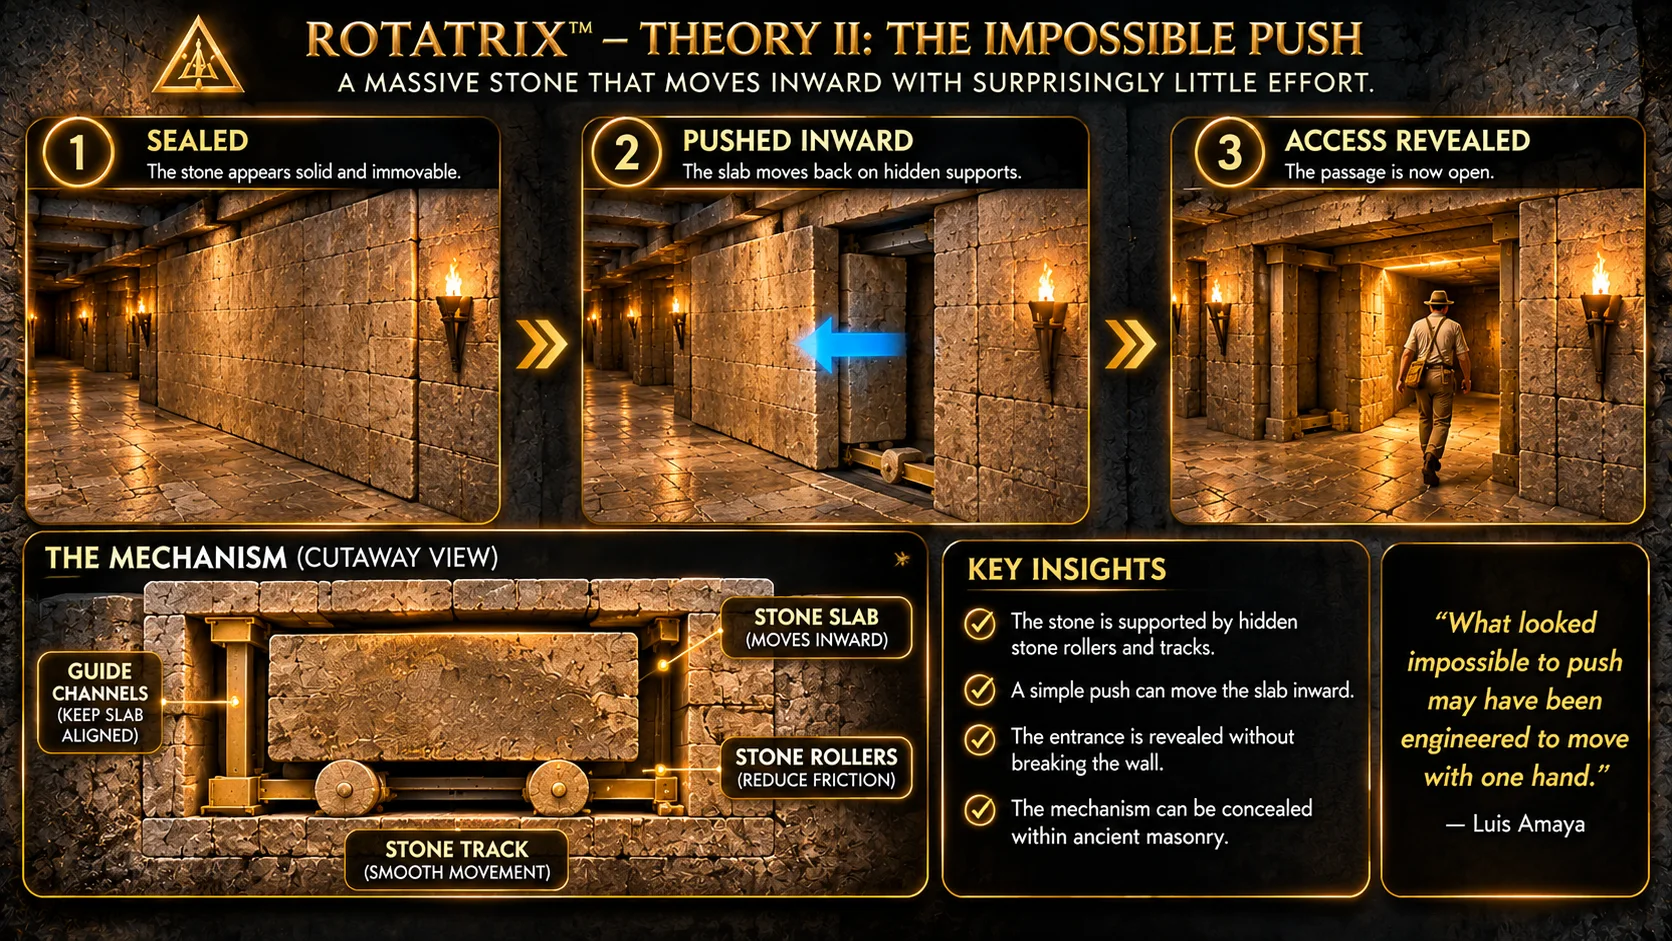 ROTATRIX™ – THEORY II: THE IMPOSSIBLE PUSH
A MASSIVE STONE THAT MOVES INWARD WITH SURPRISINGLY LITTLE EFFORT.
1
SEALED
The stone appears solid and immovable.
2
PUSHED INWARD
The slab moves back on hidden supports.
3
ACCESS REVEALED
The passage is now open.
THE MECHANISM (CUTAWAY VIEW)
GUIDE
CHANNELS
(KEEP SLAB
ALIGNED)
STONE SLAB
(MOVES INWARD)
STONE ROLLERS
(REDUCE FRICTION)
STONE TRACK
(SMOOTH MOVEMENT)
KEY INSIGHTS
The stone is supported by hidden
stone rollers and tracks.
A simple push can move the slab inward.
The entrance is revealed without
breaking the wall.
The mechanism can be concealed
within ancient masonry.
“What looked
impossible to push
may have been
engineered to move
with one hand.”
— Luis Amaya